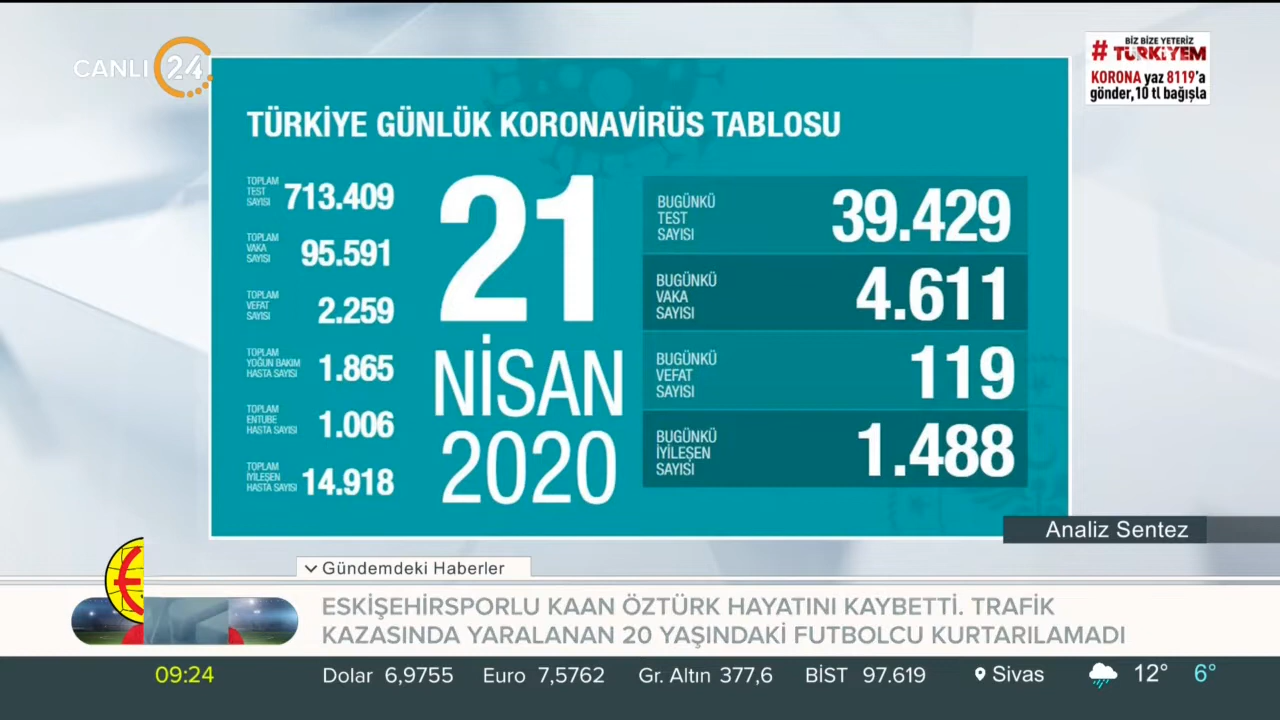 CANLI 24
BİZ BİZE YETERİZ
#TÜRKİYEM
KORONA yaz 8119'a
gönder,10 tl bağışla
TÜRKİYE GÜNLÜK KORONAVİRÜS TABLOSU
TOPLAM
TEST
SAYISI
713.409
TOPLAM
VAKA
SAYISI
95.591
TOPLAM
VEFAT
SAYISI
2.259
TOPLAM
YOĞUN BAKIM
HASTA SAYISI
1.865
TOPLAM
ENTUBE
HASTA SAYISI
1.006
TOPLAM
İYİLEŞEN
HASTA SAYISI
14.918
21
NİSAN
2020
BUGÜNKÜ
TEST
SAYISI
39.429
BUGÜNKÜ
VAKA
SAYISI
4.611
BUGÜNKÜ
VEFAT
SAYISI
119
BUGÜNKÜ
İYİLEŞEN
SAYISI
1.488
Analiz Sentez
Gündemdeki Haberler
ESKİŞEHİRSPORLU KAAN ÖZTÜRK HAYATINI KAYBETTİ. TRAFİK
KAZASINDA YARALANAN 20 YAŞINDAKİ FUTBOLCU KURTARILAMADI
09:24 Dolar 6,9755 Euro 7,5762 Gr. Altın 377,6 BİST 97.619 Sivas 12° 6°